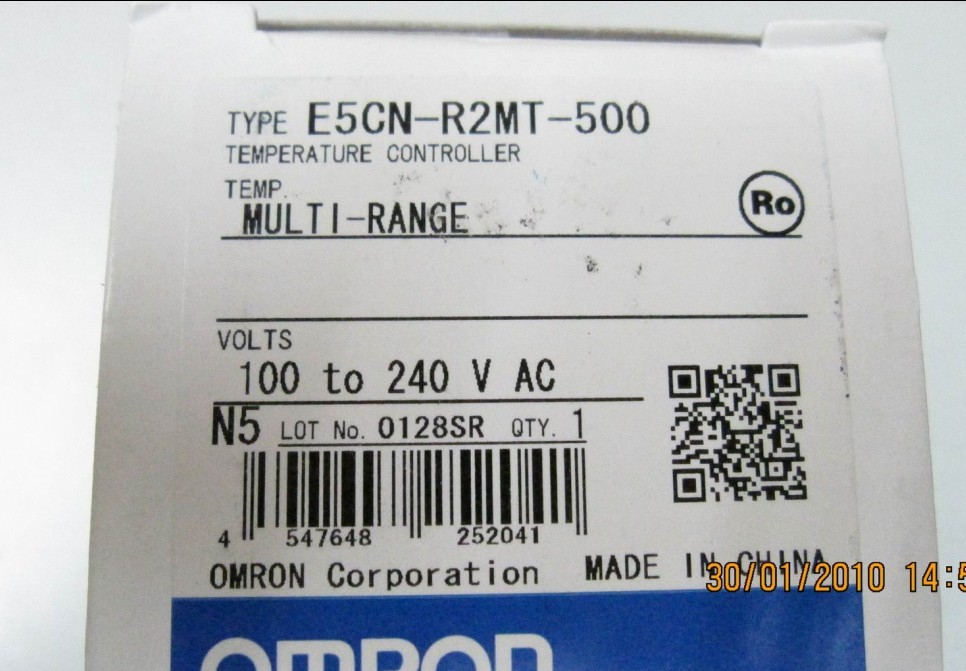 TYPE E5CN-R2MT-500
TEMPERATURE CONTROLLER
TEMP.
MULTI-RANGE
Ro
VOLTS
100 to 240 V AC
N5 LOT No. 0128SR QTY. 1
4 547648 252041
OMRON Corporation MADE IN CHINA
30/01/2010 14:5
OMRON